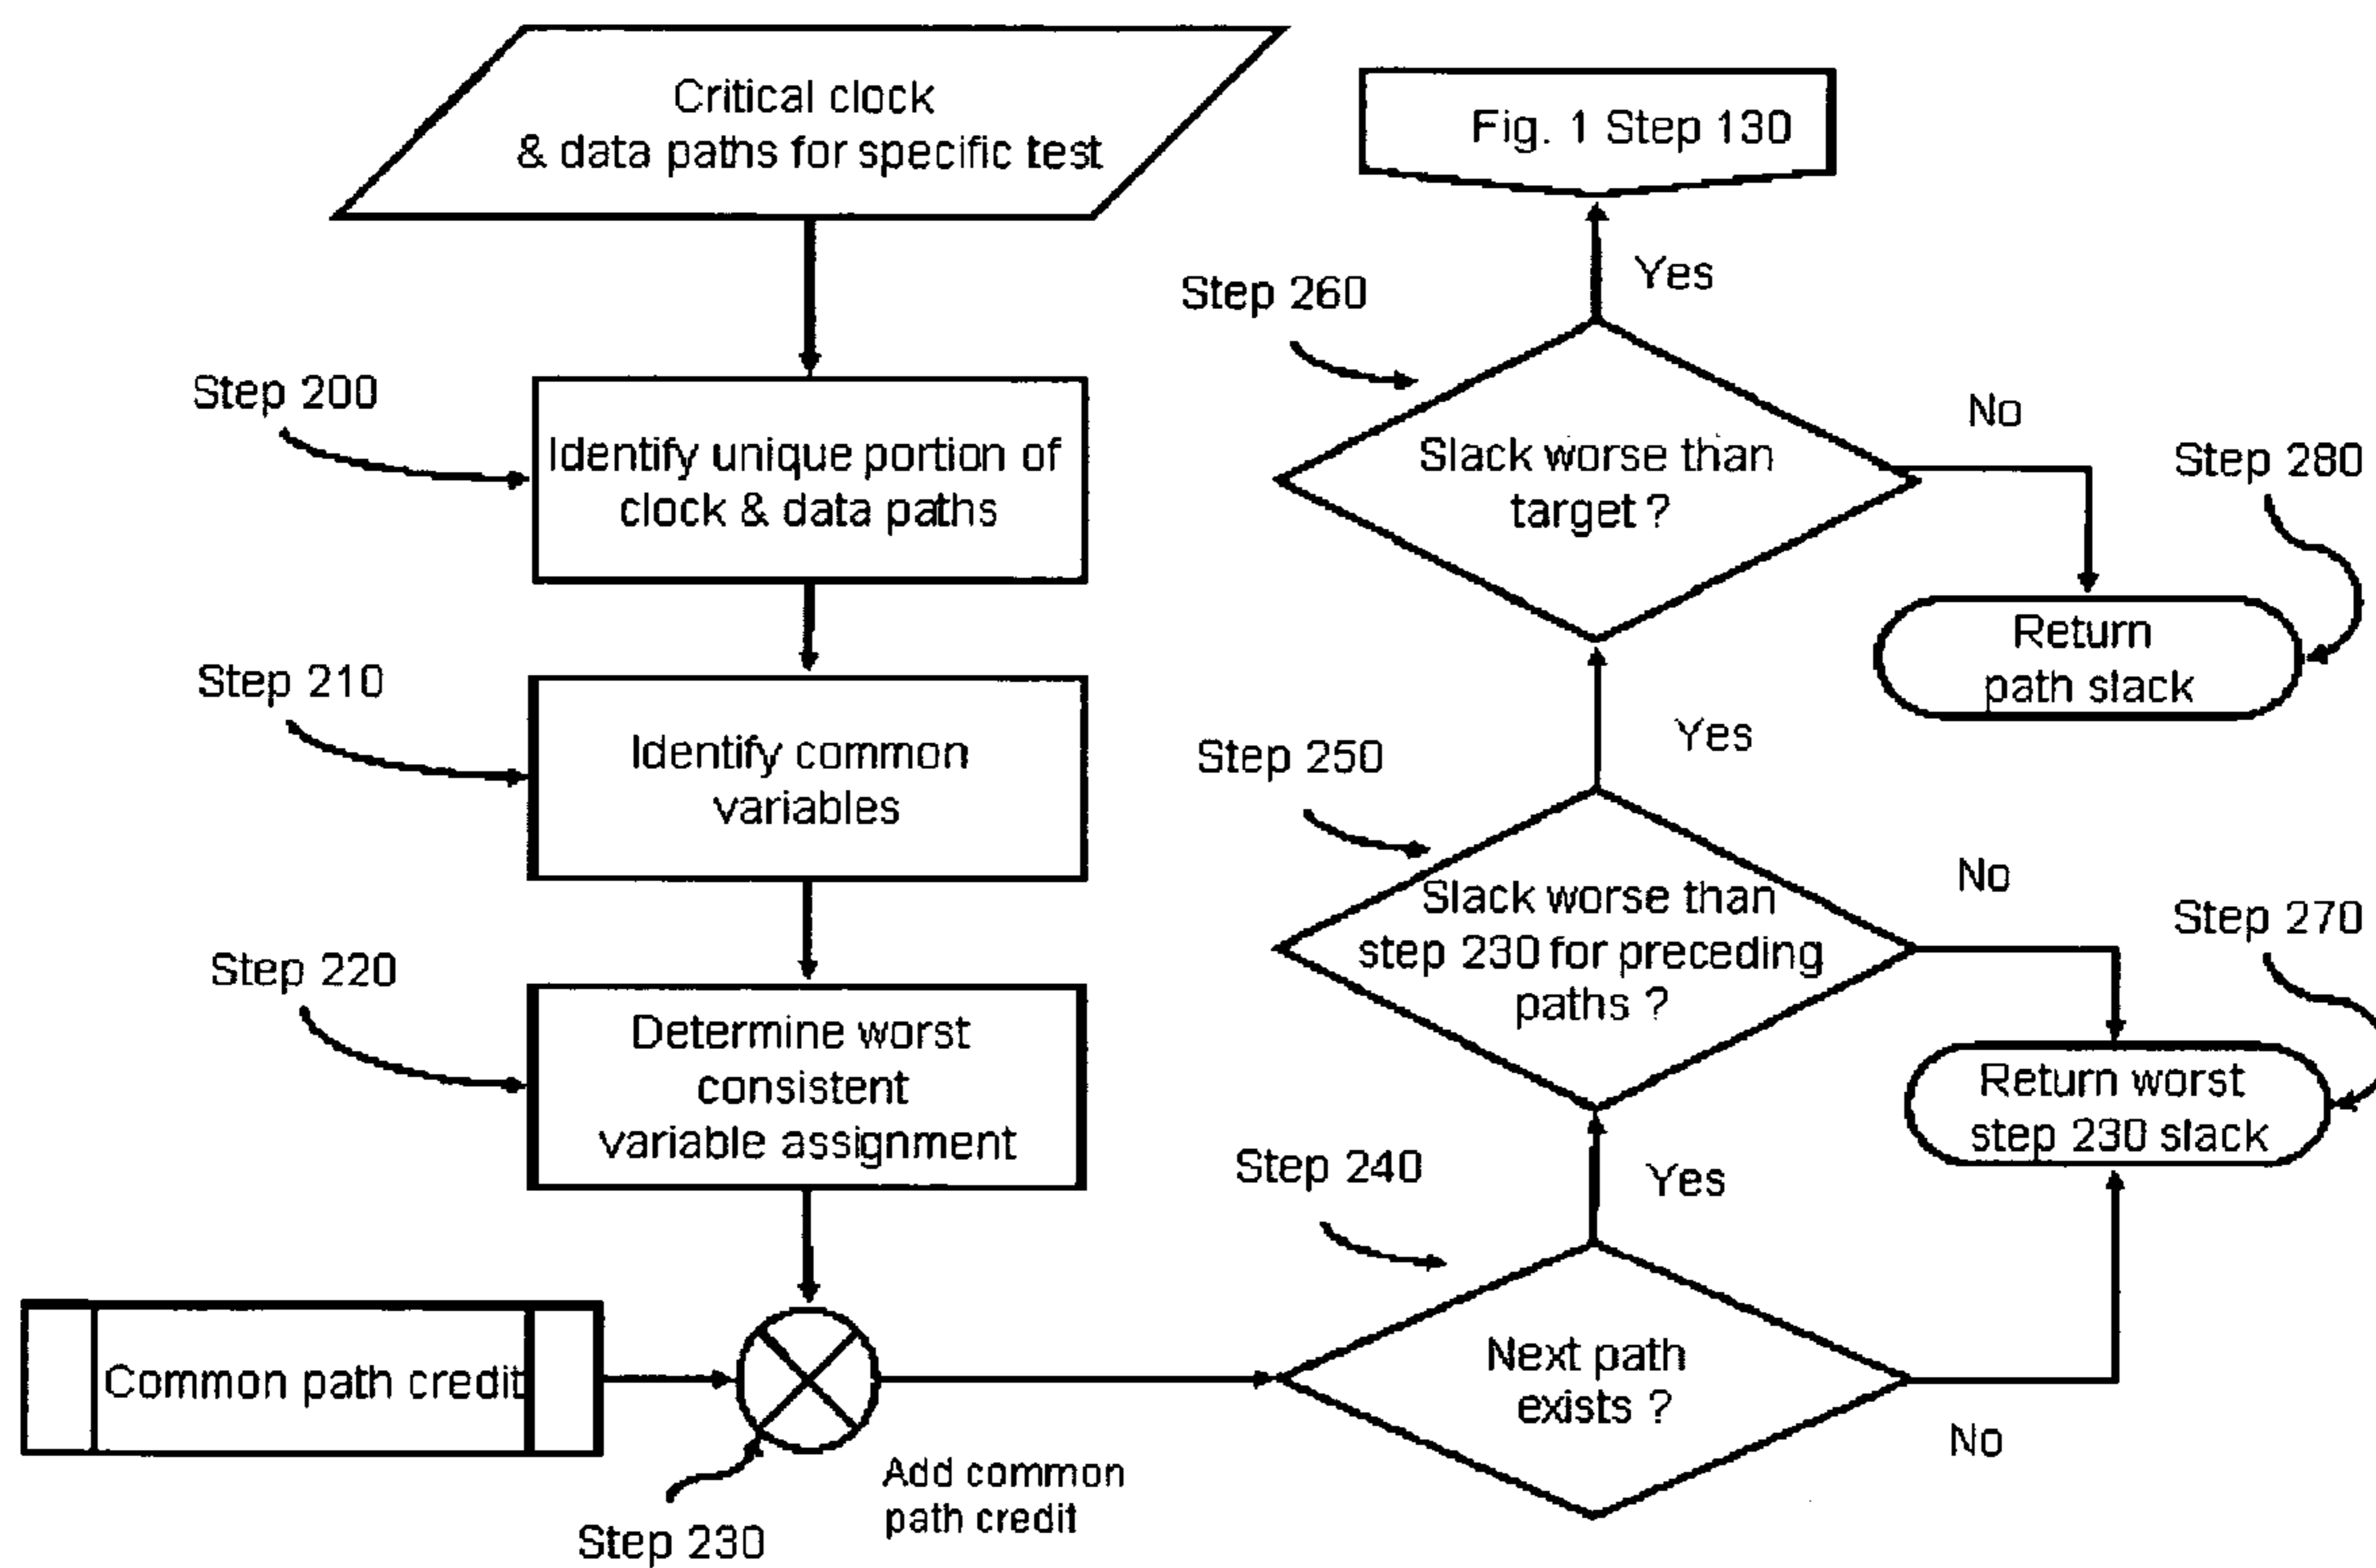 Critical clock
& data paths for specific test
Step 200
Identify unique portion of
clock & data paths
Step 210
Identify common
variables
Step 220
Determine worst
consistent
variable assignment
Common path credit
Step 230
Add common
path credit
Fig. 1 Step 130
Yes
Step 260
Slack worse than
target ?
No
Step 280
Return
path slack
Yes
Step 250
Slack worse than
step 230 for preceding
paths ?
No
Step 270
Return worst
step 230 slack
Yes
Step 240
Next path
exists ?
No